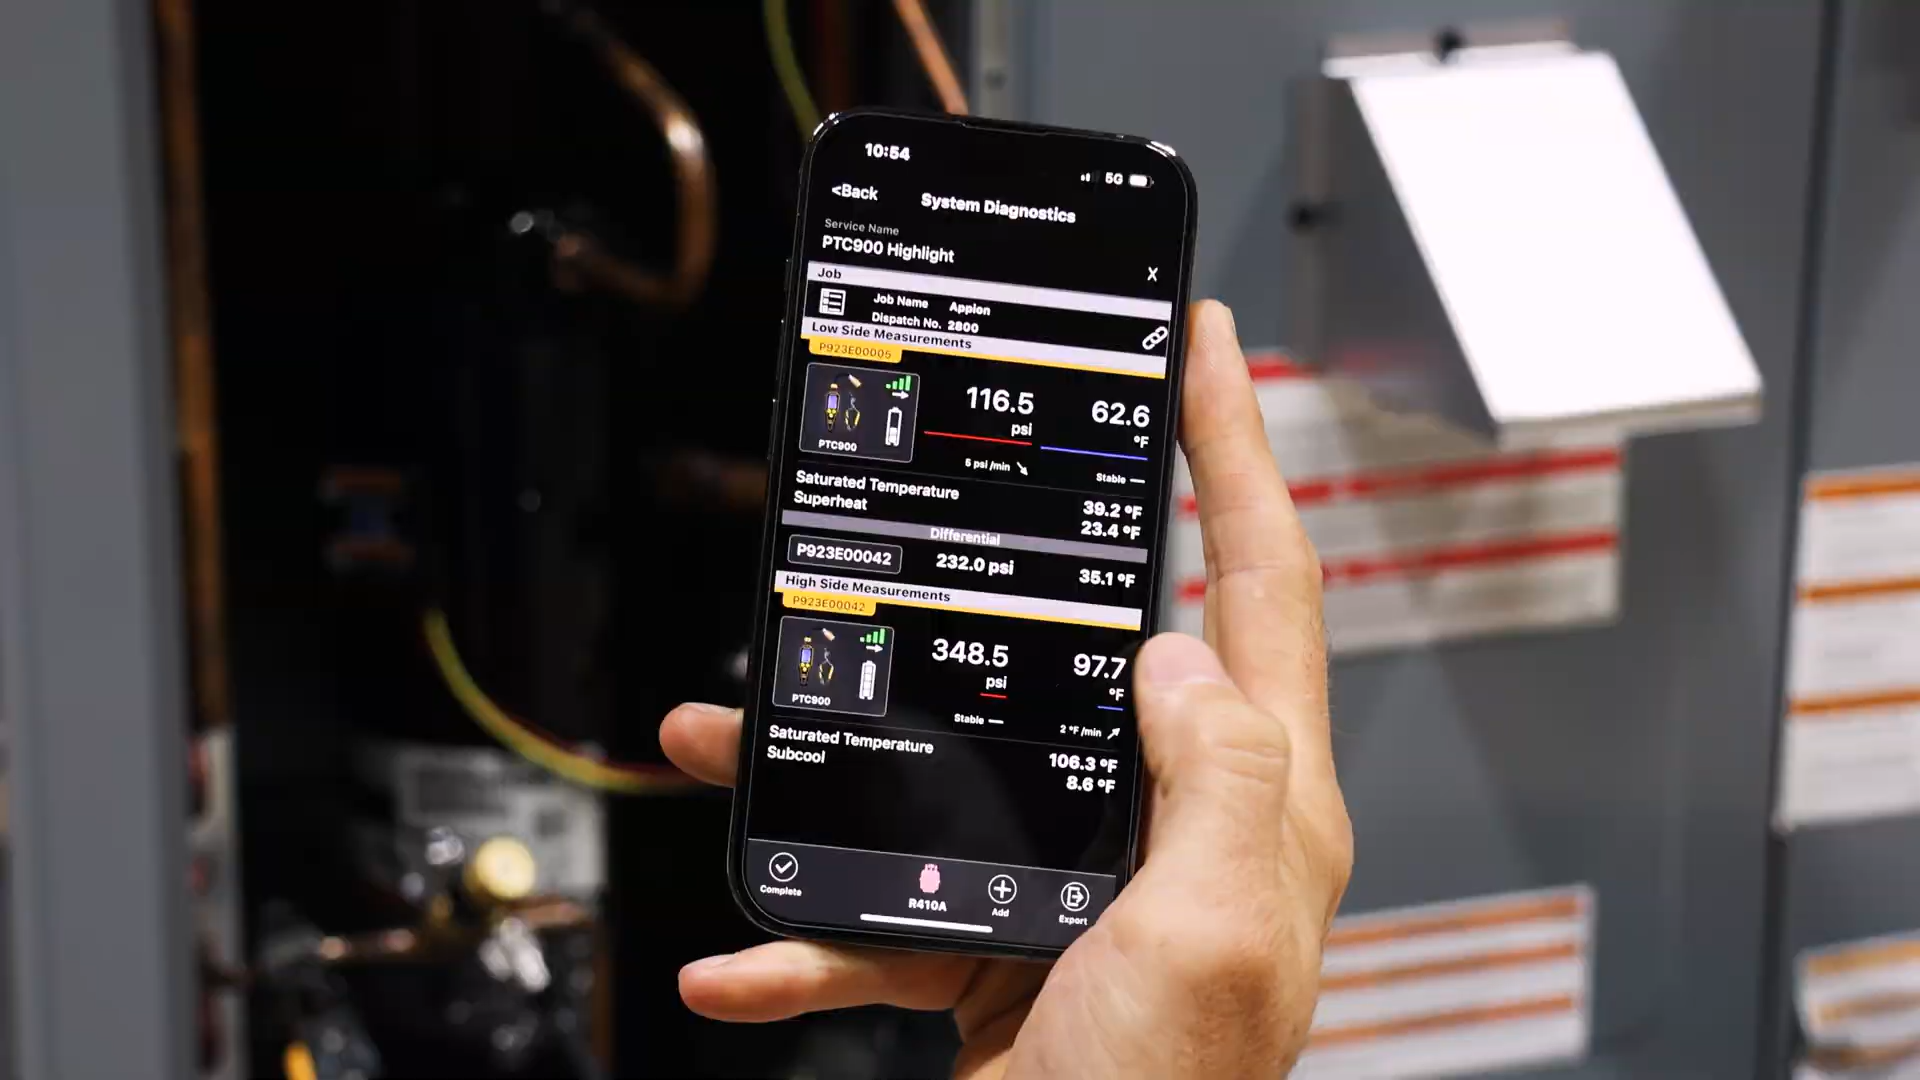 10:54
5G
<Back
System Diagnostics
Service Name
PTC900 Highlight
X
Job
Job Name Appion
Dispatch No. 2800
Low Side Measurements
P923E00005
116.5 psi
62.6 °F
PTC900
5 psi/min
Stable
Saturated Temperature 39.2 °F
Superheat 23.4 °F
Differential
P923E00042 232.0 psi 35.1 °F
High Side Measurements
P923E00042
348.5 psi
97.7 °F
PTC900
Stable
2 °F/min
Saturated Temperature 106.3 °F
Subcool 8.6 °F
Complete
R410A
Add
Export